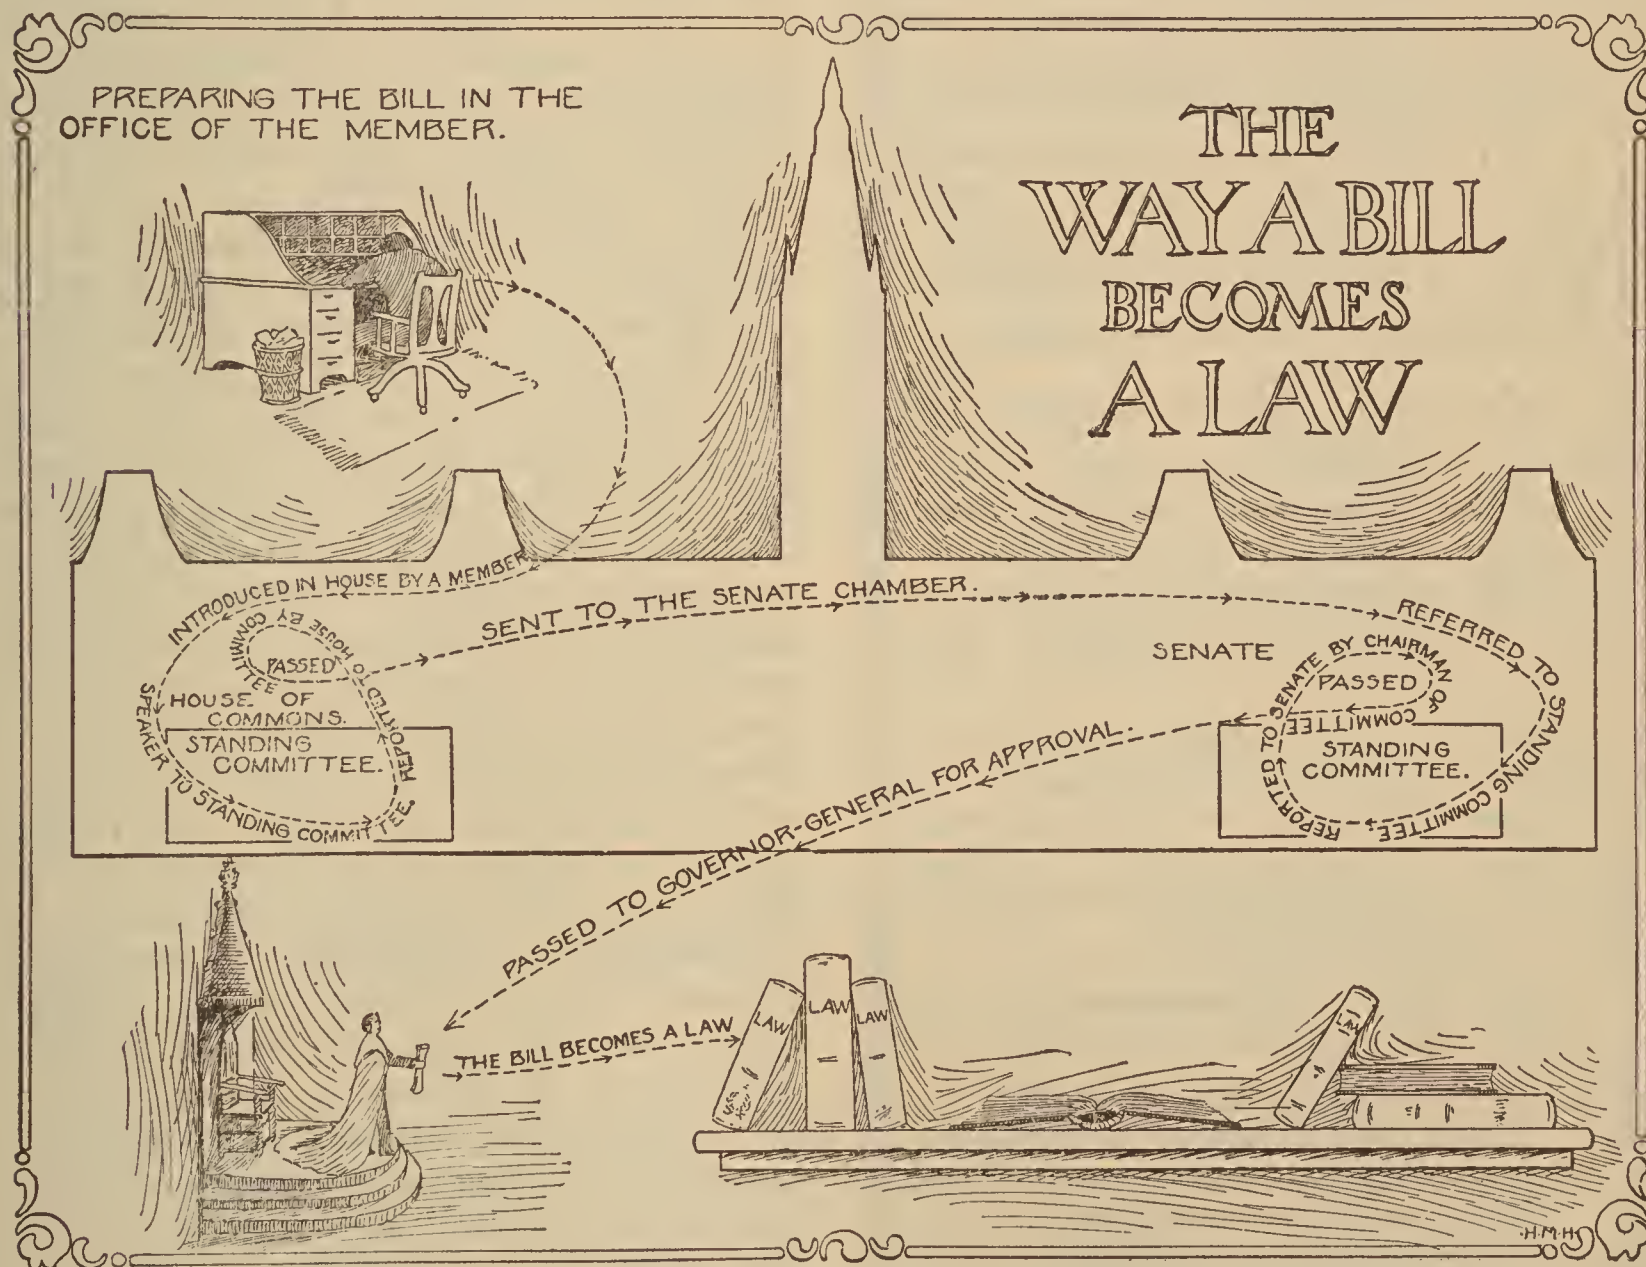 PREPARING THE BILL IN THE
OFFICE OF THE MEMBER.
THE
WAY A BILL
BECOMES
A LAW
INTRODUCED IN HOUSE BY A MEMBER
SPEAKER TO STANDING COMMITTEE.
REPORTED TO HOUSE BY COMMITTEE
PASSED
HOUSE OF
COMMONS.
STANDING
COMMITTEE.
SENT TO THE SENATE CHAMBER.
REFERRED TO STANDING COMMITTEE.
REPORTED TO SENATE BY CHAIRMAN OF COMMITTEE
SENATE
PASSED
STANDING
COMMITTEE.
PASSED TO GOVERNOR-GENERAL FOR APPROVAL.
THE BILL BECOMES A LAW
LAW
LAW
LAW
LAW
·H·M·H·